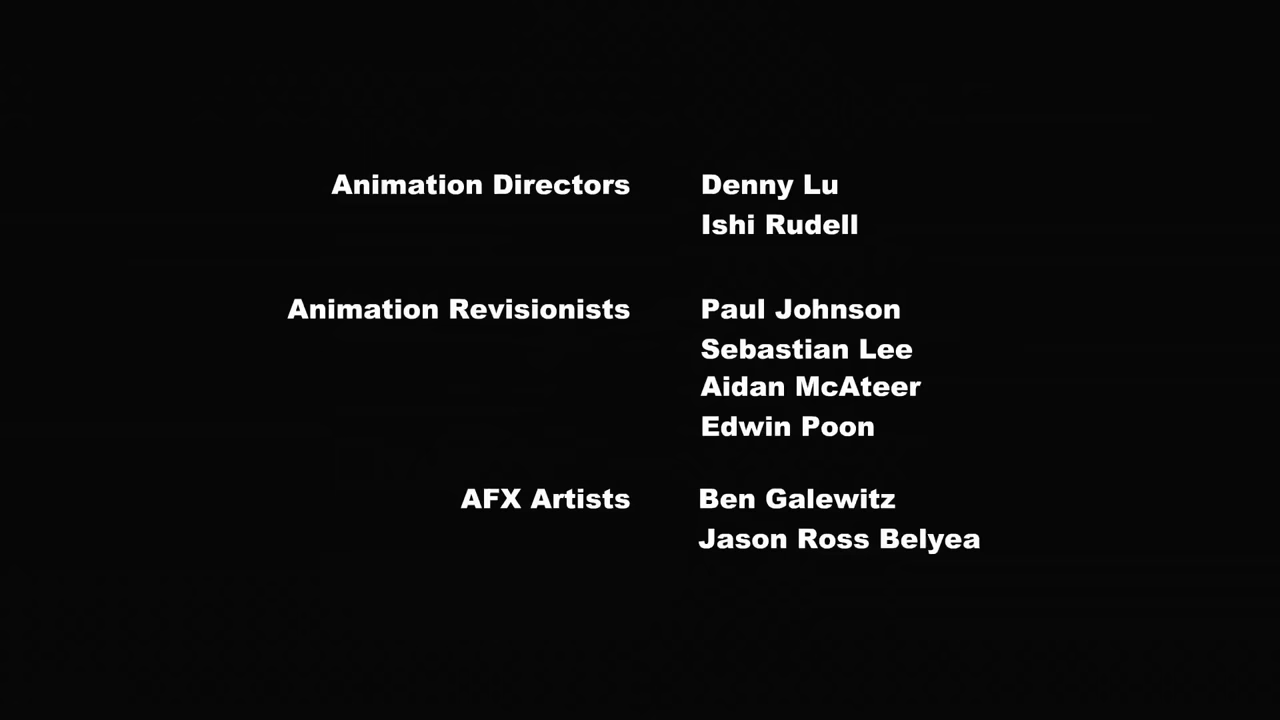 Animation Directors Denny Lu
Ishi Rudell
Animation Revisionists Paul Johnson
Sebastian Lee
Aidan McAteer
Edwin Poon
AFX Artists Ben Galewitz
Jason Ross Belyea